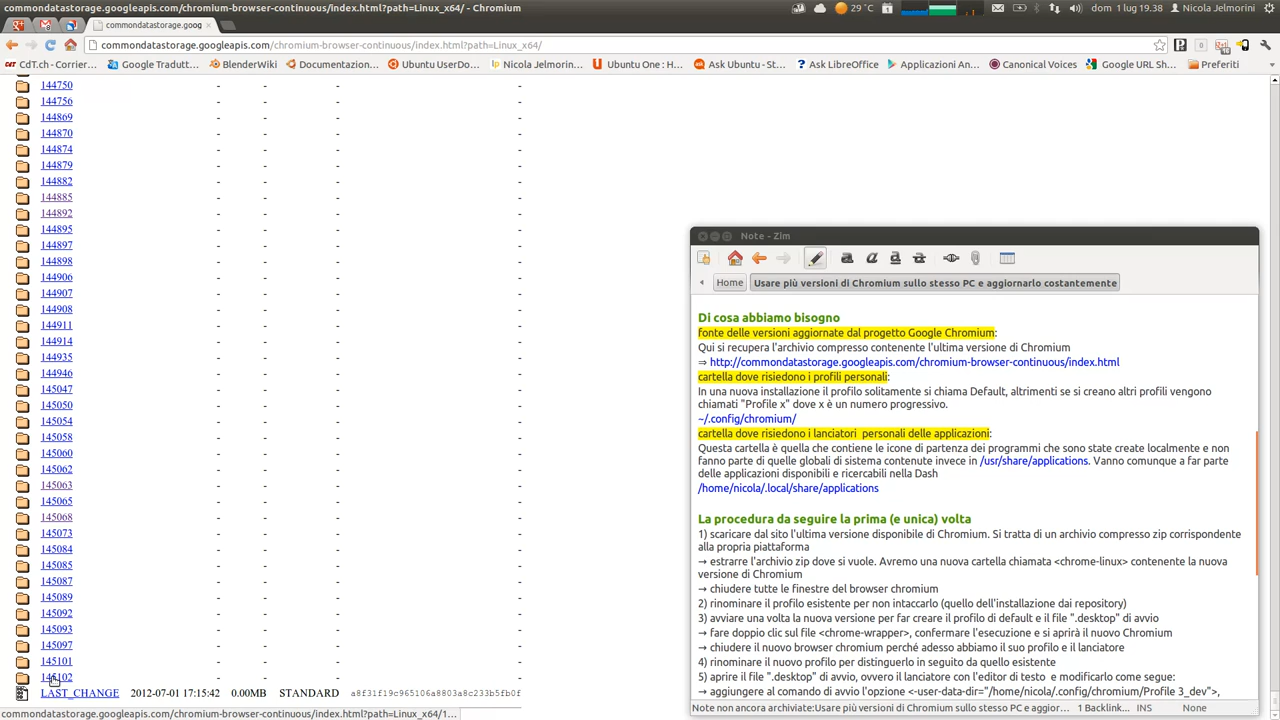 commondatastorage.googleapis.com/chromium-browser-continuous/index.html?path=Linux_x64/ - Chromium
29°C
dom 1 lug 19.38
Nicola Jelmorini
commondatastorage.goog
commondatastorage.googleapis.com/chromium-browser-continuous/index.html?path=Linux_x64/
CdT.ch - Corrier...
Google Tradutt...
BlenderWiki
Documentazion...
Ubuntu UserDo...
Nicola Jelmorin...
Ubuntu One : H...
Ask Ubuntu - St...
Ask LibreOffice
Applicazioni An...
Canonical Voices
Google URL Sh...
Preferiti
144750 - - - -
144756 - - - -
144869 - - - -
144870 - - - -
144874 - - - -
144879 - - - -
144882 - - - -
144885 - - - -
144892 - - - -
144895 - - - -
144897 - - - -
144898 - - - -
144906 - - - -
144907 - - - -
144908 - - - -
144911 - - - -
144914 - - - -
144935 - - - -
144946 - - - -
145047 - - - -
145050 - - - -
145054 - - - -
145058 - - - -
145060 - - - -
145062 - - - -
145063 - - - -
145065 - - - -
145068 - - - -
145073 - - - -
145084 - - - -
145085 - - - -
145087 - - - -
145089 - - - -
145092 - - - -
145093 - - - -
145097 - - - -
145101 - - - -
145102 - - - -
LAST_CHANGE 2012-07-01 17:15:42 0.00MB STANDARD a8f31f19c965106a8803a8c233b5fb0f
commondatastorage.googleapis.com/chromium-browser-continuous/index.html?path=Linux_x64/1...
Note - Zim
Home
Usare più versioni di Chromium sullo stesso PC e aggiornarlo costantemente
Di cosa abbiamo bisogno
fonte delle versioni aggiornate dal progetto Google Chromium:
Qui si recupera l'archivio compresso contenente l'ultima versione di Chromium
⇒ http://commondatastorage.googleapis.com/chromium-browser-continuous/index.html
cartella dove risiedono i profili personali:
In una nuova installazione il profilo solitamente si chiama Default, altrimenti se si creano altri profili vengono
chiamati "Profile x" dove x è un numero progressivo.
~/.config/chromium/
cartella dove risiedono i lanciatori personali delle applicazioni:
Questa cartella è quella che contiene le icone di partenza dei programmi che sono state create localmente e non
fanno parte di quelle globali di sistema contenute invece in /usr/share/applications. Vanno comunque a far parte
delle applicazioni disponibili e ricercabili nella Dash
/home/nicola/.local/share/applications
La procedura da seguire la prima (e unica) volta
1) scaricare dal sito l'ultima versione disponibile di Chromium. Si tratta di un archivio compresso zip corrispondente
alla propria piattaforma
→ estrarre l'archivio zip dove si vuole. Avremo una nuova cartella chiamata <chrome-linux> contenente la nuova
versione di Chromium
→ chiudere tutte le finestre del browser chromium
2) rinominare il profilo esistente per non intaccarlo (quello dell'installazione dai repository)
3) avviare una volta la nuova versione per far creare il profilo di default e il file ".desktop" di avvio
→ fare doppio clic sul file <chrome-wrapper>, confermare l'esecuzione e si aprirà il nuovo Chromium
→ chiudere il nuovo browser chromium perché adesso abbiamo il suo profilo e il lanciatore
4) rinominare il nuovo profilo per distinguerlo in seguito da quello esistente
5) aprire il file ".desktop" di avvio, ovvero il lanciatore con l'editor di testo e modificarlo come segue:
→ aggiungere al comando di avvio l'opzione <-user-data-dir="/home/nicola/.config/chromium/Profile 3_dev">,
Note non ancora archiviate:Usare più versioni di Chromium sullo stesso PC e aggior...
1 Backlink...
INS
None